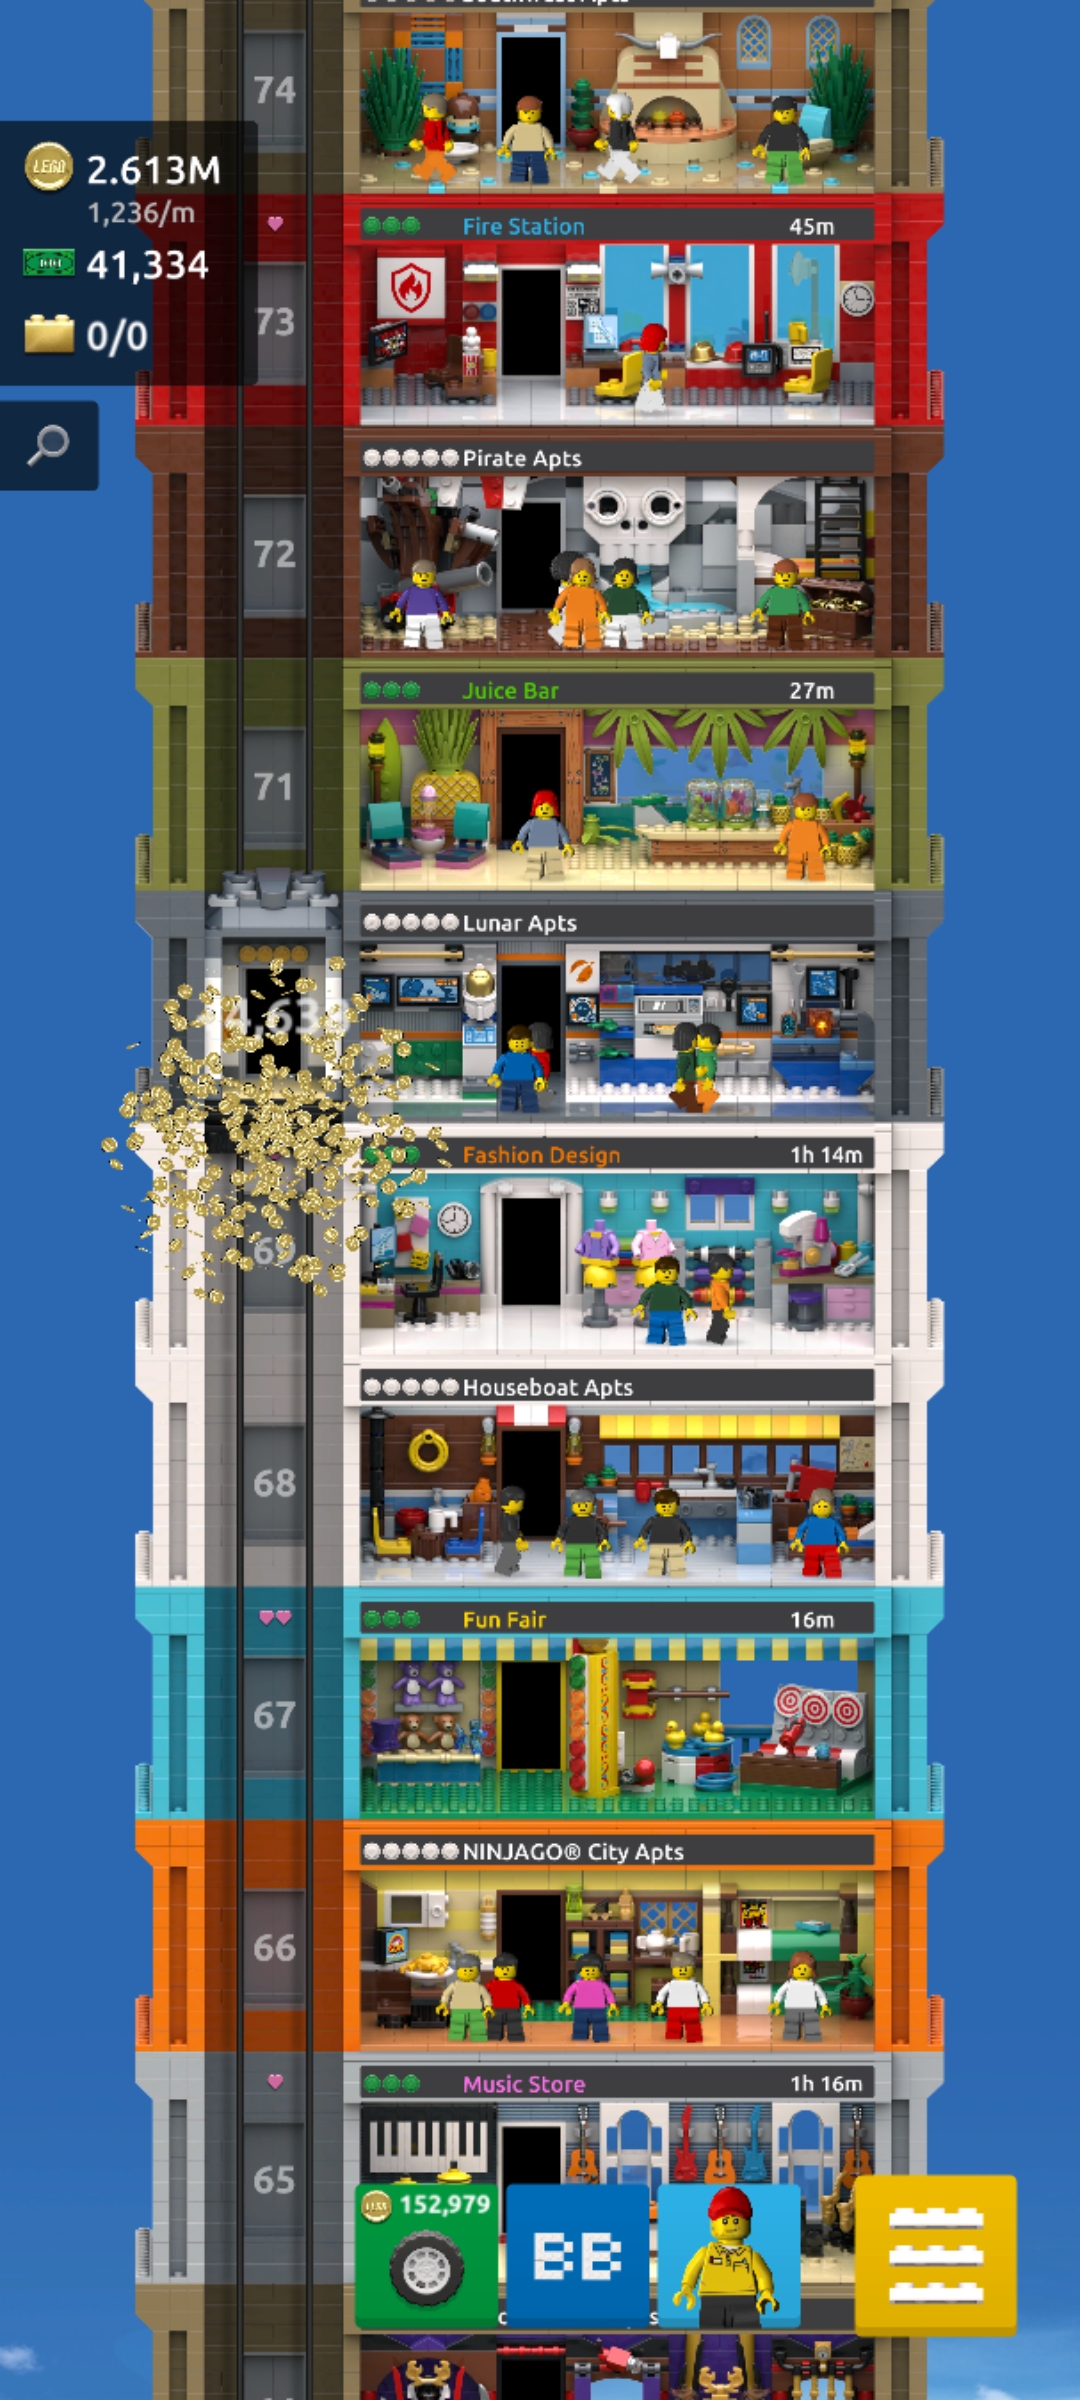 74
LEGO 2.613M
1,236/m
41,334
0/0
Fire Station 45m
73
Pirate Apts
72
Juice Bar 27m
71
Lunar Apts
Fashion Design 1h 14m
69
Houseboat Apts
68
Fun Fair 16m
67
NINJAGO® City Apts
66
Music Store 1h 16m
65
152,979
BB